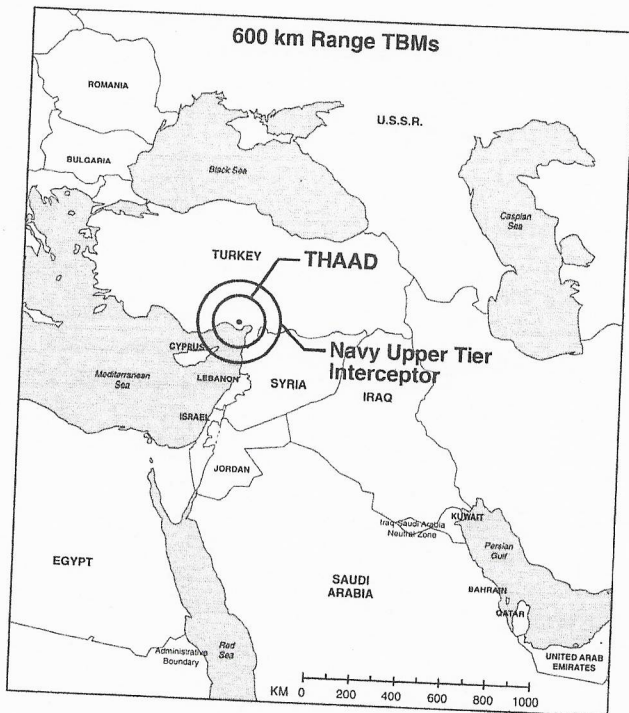 600 km Range TBMs
ROMANIA
U.S.S.R.
BULGARIA
Black Sea
Caspian
Sea
TURKEY
THAAD
CYPRUS
Navy Upper Tier
Interceptor
Mediterranean
Sea
LEBANON
SYRIA
IRAQ
ISRAEL
JORDAN
KUWAIT
Iraq-Saudi Arabia
Neutral Zone
Persian
Gulf
EGYPT
SAUDI
ARABIA
BAHRAIN
QATAR
Administrative
Boundary
Red
Sea
UNITED ARAB
EMIRATES
KM 0 200 400 600 800 1000